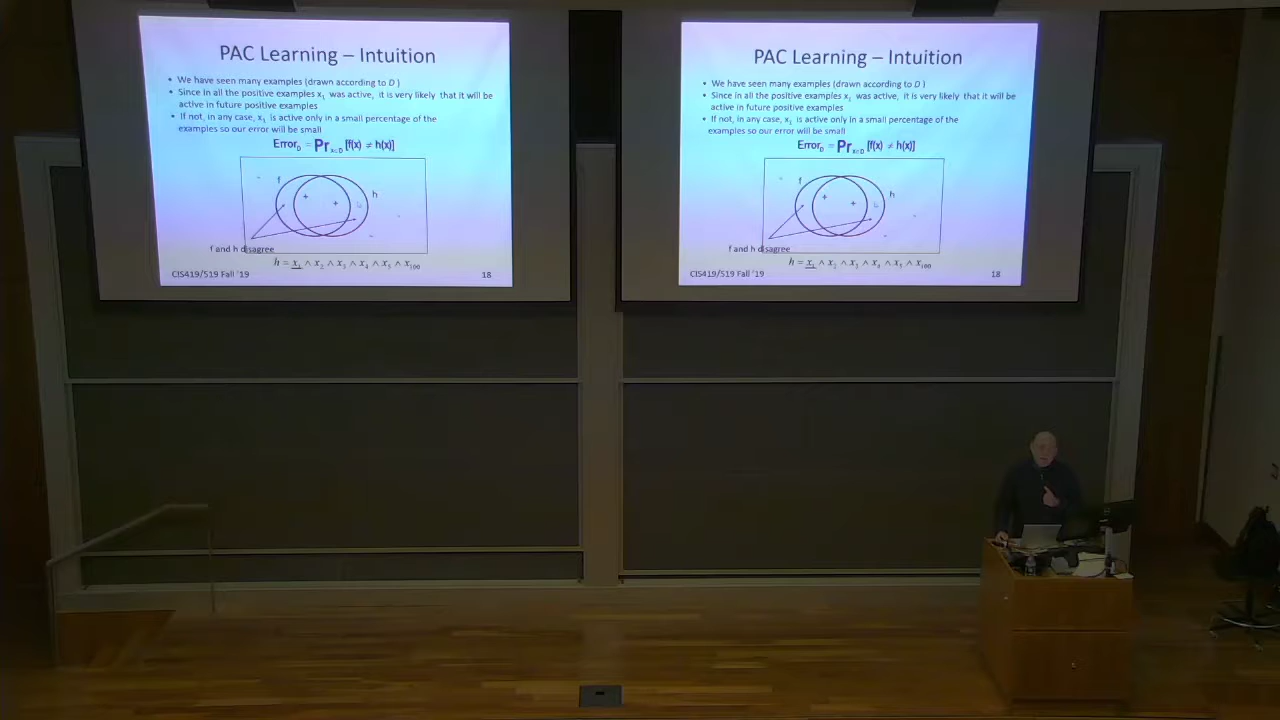 PAC Learning – Intuition
• We have seen many examples (drawn according to D )
• Since in all the positive examples x₁ was active, it is very likely that it will be
active in future positive examples
• If not, in any case, x₁ is active only in a small percentage of the
examples so our error will be small
Error_D = Pr_{x∈D} [f(x) ≠ h(x)]
f
h
+
+
-
-
f and h disagree
h = x₁ ∧ x₂ ∧ x₃ ∧ x₄ ∧ x₅ ∧ x₁₀₀
CIS419/519 Fall '19
18
PAC Learning – Intuition
• We have seen many examples (drawn according to D )
• Since in all the positive examples x₁ was active, it is very likely that it will be
active in future positive examples
• If not, in any case, x₁ is active only in a small percentage of the
examples so our error will be small
Error_D = Pr_{x∈D} [f(x) ≠ h(x)]
f
h
+
+
-
-
f and h disagree
h = x₁ ∧ x₂ ∧ x₃ ∧ x₄ ∧ x₅ ∧ x₁₀₀
CIS419/519 Fall '19
18